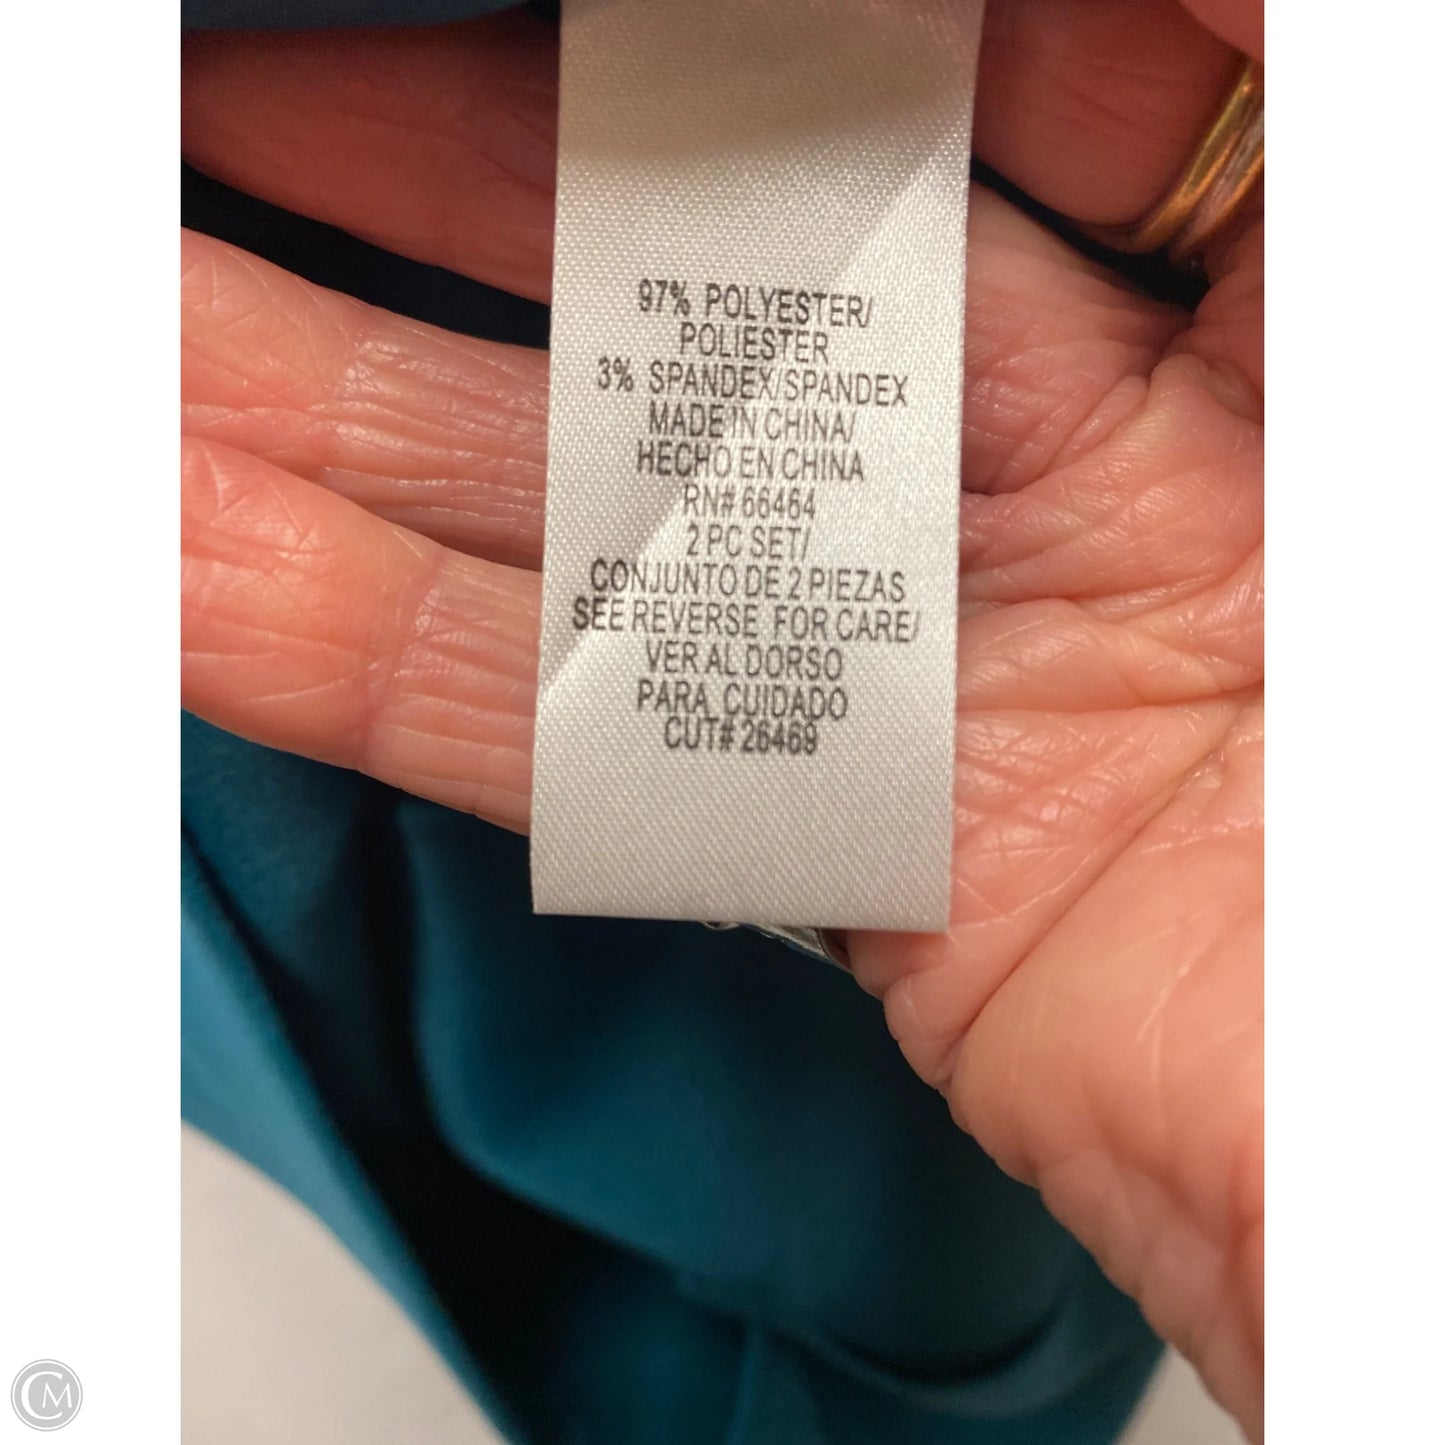 97% POLYESTER/
POLIESTER
3% SPANDEX/SPANDEX
MADE IN CHINA/
HECHO EN CHINA
RN# 66464
2 PC SET/
CONJUNTO DE 2 PIEZAS
SEE REVERSE FOR CARE/
VER AL DORSO
PARA CUIDADO
CUT# 26469
CM